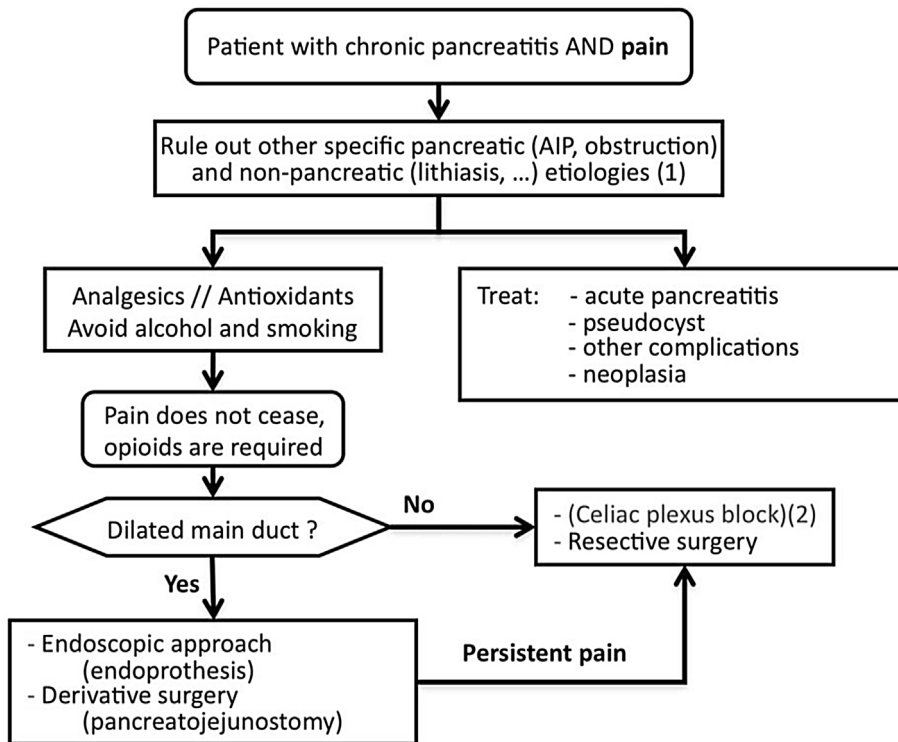 Patient with chronic pancreatitis AND pain
Rule out other specific pancreatic (AIP, obstruction)
and non-pancreatic (lithiasis, ...) etiologies (1)
Analgesics // Antioxidants
Avoid alcohol and smoking
Treat: - acute pancreatitis
- pseudocyst
- other complications
- neoplasia
Pain does not cease,
opioids are required
Dilated main duct ?
No
- (Celiac plexus block)(2)
- Resective surgery
Yes
- Endoscopic approach
(endoprothesis)
- Derivative surgery
(pancreatojejunostomy)
Persistent pain